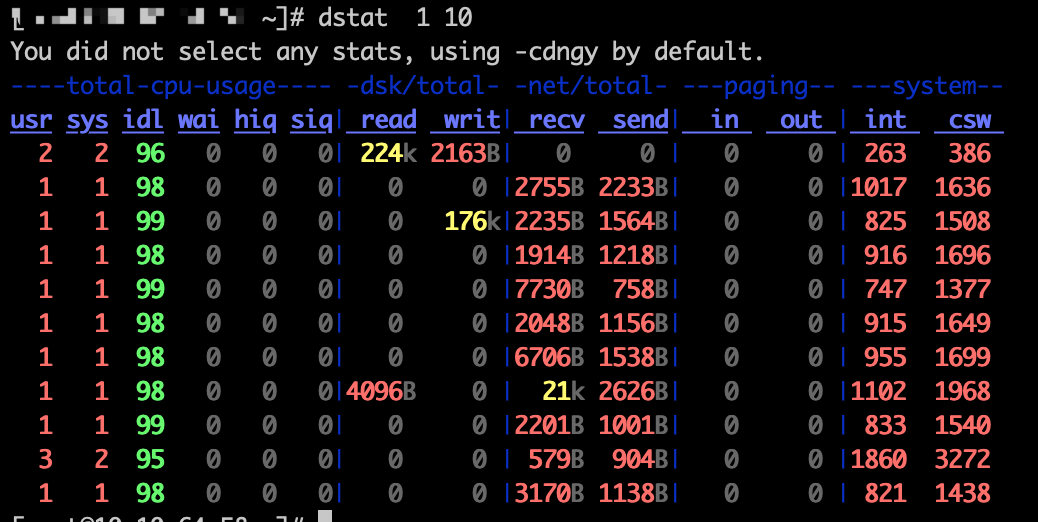 ~]# dstat  1 10
You did not select any stats, using -cdngy by default.
----total-cpu-usage---- -dsk/total- -net/total- ---paging-- ---system--
usr sys idl wai hiq siq| read  writ| recv  send|  in   out | int   csw
  2   2  96   0   0   0| 224k 2163B|   0     0 |   0     0 | 263   386
  1   1  98   0   0   0|   0     0 |2755B 2233B|   0     0 |1017  1636
  1   1  99   0   0   0|   0   176k|2235B 1564B|   0     0 | 825  1508
  1   1  98   0   0   0|   0     0 |1914B 1218B|   0     0 | 916  1696
  1   1  99   0   0   0|   0     0 |7730B  758B|   0     0 | 747  1377
  1   1  98   0   0   0|   0     0 |2048B 1156B|   0     0 | 915  1649
  1   1  98   0   0   0|   0     0 |6706B 1538B|   0     0 | 955  1699
  1   1  98   0   0   0|4096B    0 |  21k 2626B|   0     0 |1102  1968
  1   1  99   0   0   0|   0     0 |2201B 1001B|   0     0 | 833  1540
  3   2  95   0   0   0|   0     0 | 579B  904B|   0     0 |1860  3272
  1   1  98   0   0   0|   0     0 |3170B 1138B|   0     0 | 821  1438